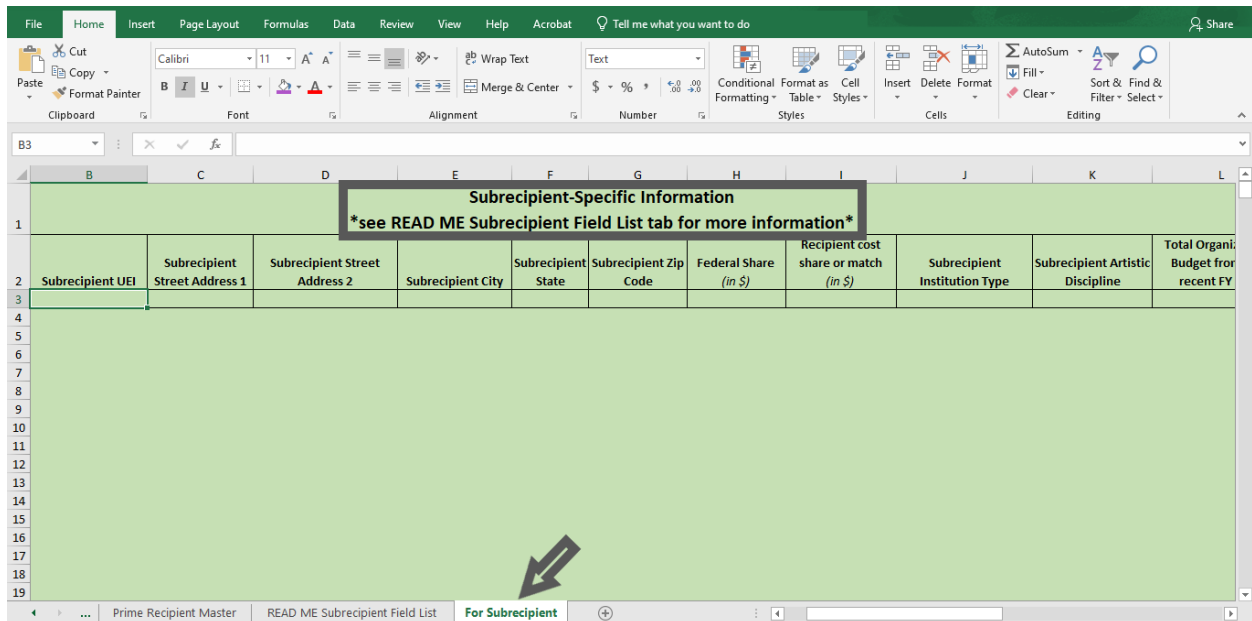 File Home Insert Page Layout Formulas Data Review View Help Acrobat Tell me what you want to do Share
Cut
Copy
Format Painter
Paste
Clipboard
Calibri 11 A A
B I U A
Font
ab Wrap Text
Merge & Center
Alignment
Text
$ % , .0 .00 .00 .0
Number
Conditional Formatting
Format as Table
Cell Styles
Styles
Insert Delete Format
Cells
AutoSum
Fill
Clear
Sort & Filter
Find & Select
Editing
B3 fx
B C D E F G H I J K L
1
Subrecipient-Specific Information
*see READ ME Subrecipient Field List tab for more information*
2
Subrecipient UEI
Subrecipient
Street Address 1
Subrecipient Street
Address 2
Subrecipient City
Subrecipient
State
Subrecipient Zip
Code
Federal Share
(in $)
Recipient cost
share or match
(in $)
Subrecipient
Institution Type
Subrecipient Artistic
Discipline
Total Organi
Budget fro
recent FY
3
4
5
6
7
8
9
10
11
12
13
14
15
16
17
18
19
... Prime Recipient Master READ ME Subrecipient Field List For Subrecipient